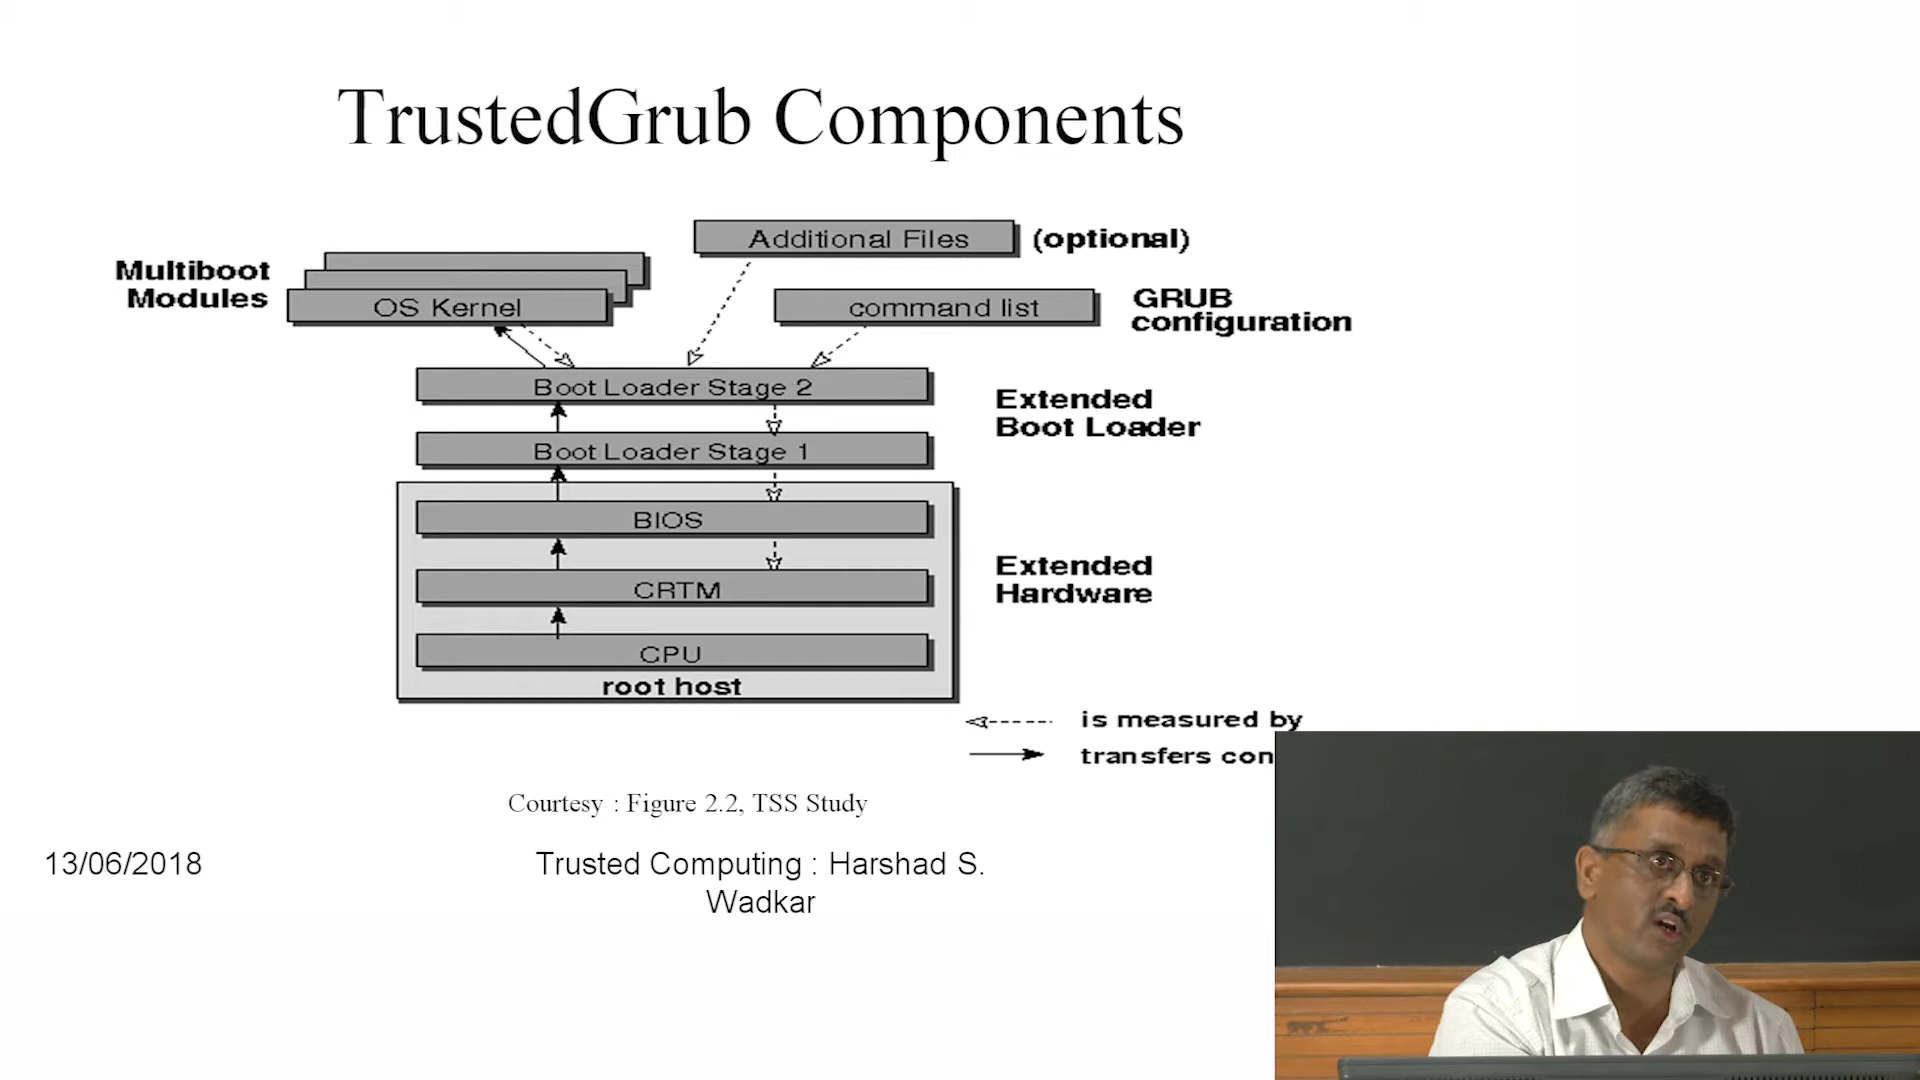 TrustedGrub Components
Additional Files (optional)
Multiboot
Modules
OS Kernel
command list
GRUB
configuration
Boot Loader Stage 2
Extended
Boot Loader
Boot Loader Stage 1
BIOS
Extended
Hardware
CRTM
CPU
root host
is measured by
transfers con
Courtesy : Figure 2.2, TSS Study
13/06/2018
Trusted Computing : Harshad S.
Wadkar